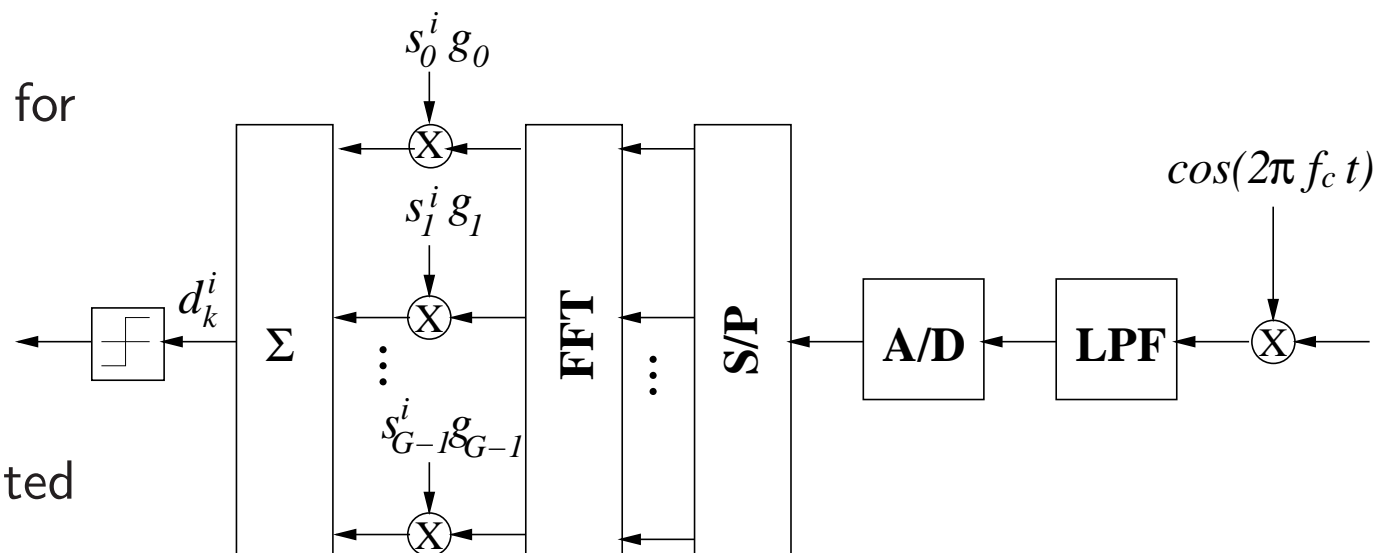 for
s_0^i g_0
X
cos(2π f_c t)
s_1^i g_1
X
d_k^i
Σ
FFT
S/P
A/D
LPF
X
...
...
s_{G-1}^i g_{G-1}
ted
X